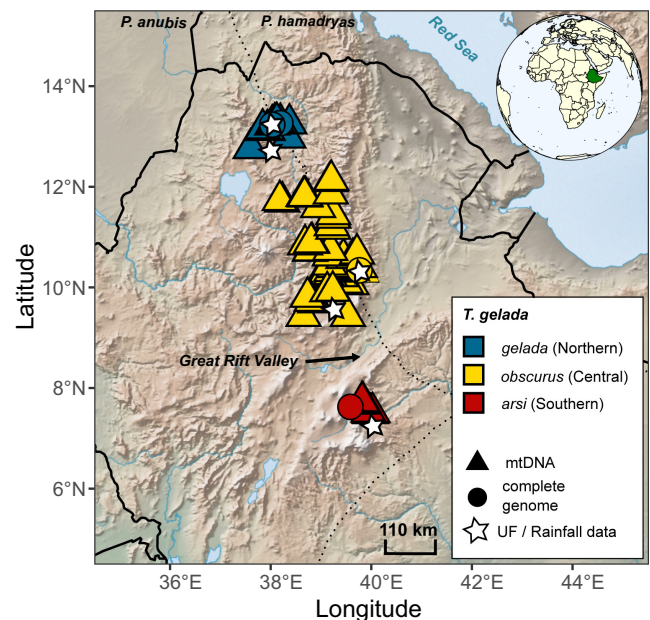 P. anubis
P. hamadryas
Red Sea
14°N
12°N
10°N
8°N
6°N
Latitude
Great Rift Valley
T. gelada
gelada (Northern)
obscurus (Central)
arsi (Southern)
mtDNA
complete
genome
UF / Rainfall data
110 km
36°E
38°E
40°E
42°E
44°E
Longitude